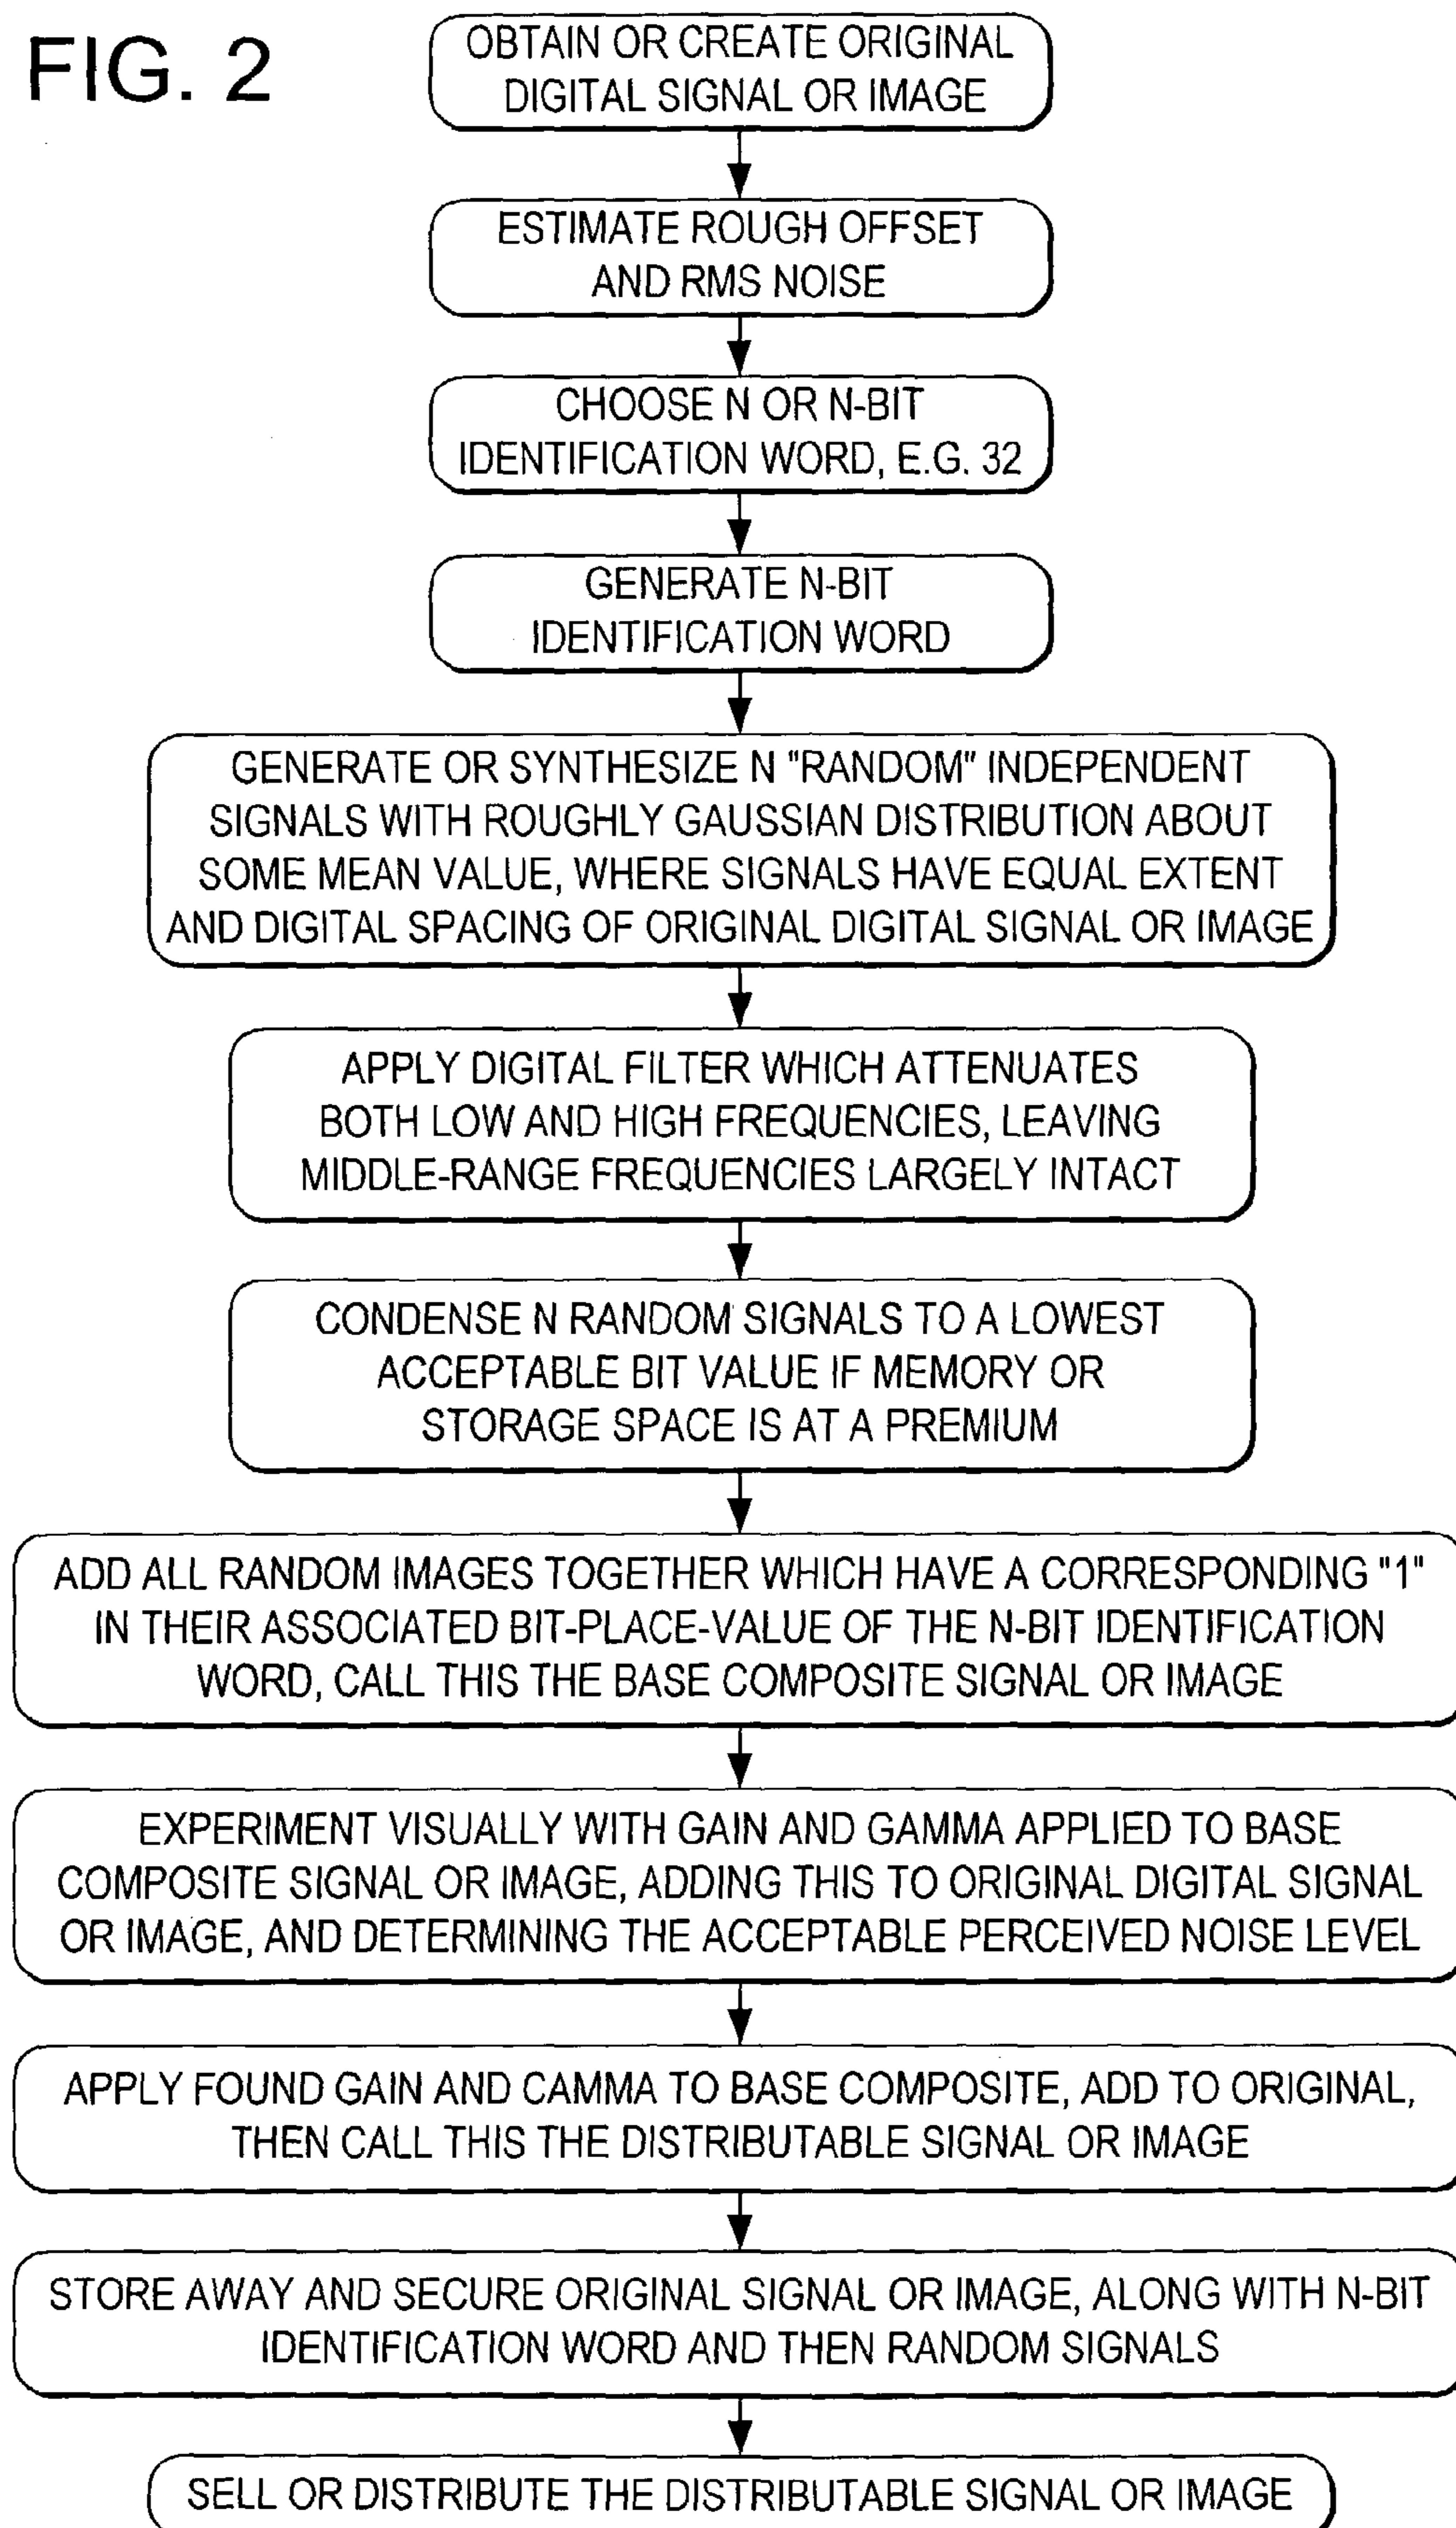 FIG. 2
OBTAIN OR CREATE ORIGINAL
DIGITAL SIGNAL OR IMAGE
ESTIMATE ROUGH OFFSET
AND RMS NOISE
CHOOSE N OR N-BIT
IDENTIFICATION WORD, E.G. 32
GENERATE N-BIT
IDENTIFICATION WORD
GENERATE OR SYNTHESIZE N "RANDOM" INDEPENDENT
SIGNALS WITH ROUGHLY GAUSSIAN DISTRIBUTION ABOUT
SOME MEAN VALUE, WHERE SIGNALS HAVE EQUAL EXTENT
AND DIGITAL SPACING OF ORIGINAL DIGITAL SIGNAL OR IMAGE
APPLY DIGITAL FILTER WHICH ATTENUATES
BOTH LOW AND HIGH FREQUENCIES, LEAVING
MIDDLE-RANGE FREQUENCIES LARGELY INTACT
CONDENSE N RANDOM SIGNALS TO A LOWEST
ACCEPTABLE BIT VALUE IF MEMORY OR
STORAGE SPACE IS AT A PREMIUM
ADD ALL RANDOM IMAGES TOGETHER WHICH HAVE A CORRESPONDING "1"
IN THEIR ASSOCIATED BIT-PLACE-VALUE OF THE N-BIT IDENTIFICATION
WORD, CALL THIS THE BASE COMPOSITE SIGNAL OR IMAGE
EXPERIMENT VISUALLY WITH GAIN AND GAMMA APPLIED TO BASE
COMPOSITE SIGNAL OR IMAGE, ADDING THIS TO ORIGINAL DIGITAL SIGNAL
OR IMAGE, AND DETERMINING THE ACCEPTABLE PERCEIVED NOISE LEVEL
APPLY FOUND GAIN AND CAMMA TO BASE COMPOSITE, ADD TO ORIGINAL,
THEN CALL THIS THE DISTRIBUTABLE SIGNAL OR IMAGE
STORE AWAY AND SECURE ORIGINAL SIGNAL OR IMAGE, ALONG WITH N-BIT
IDENTIFICATION WORD AND THEN RANDOM SIGNALS
SELL OR DISTRIBUTE THE DISTRIBUTABLE SIGNAL OR IMAGE